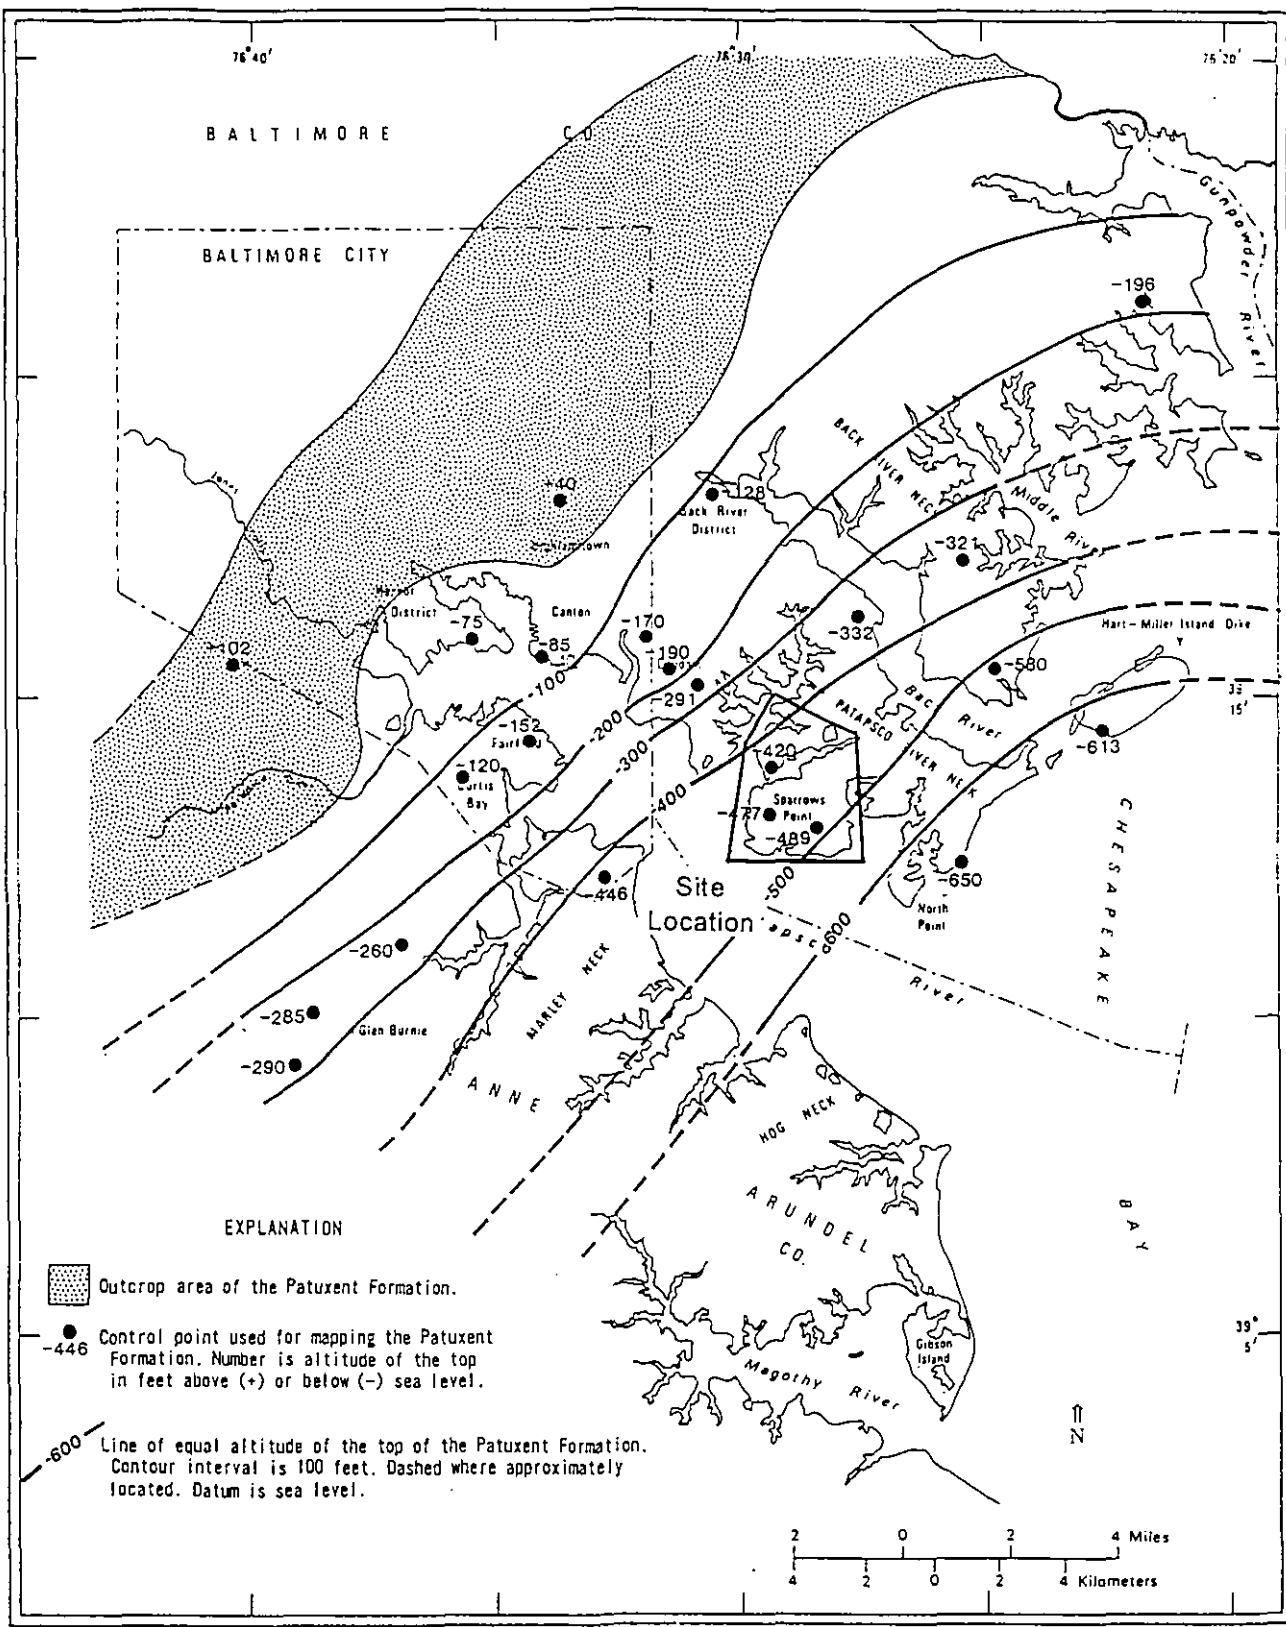 76°40'
76°30'
76°20'
BALTIMORE CO.
BALTIMORE CITY
Gunpowder River
-196
BACK RIVER NECK
Jones
+40
-128
Back River
District
Middle River
-321
Harbor
District
Canton
-75
-85
-170
-190
-332
-102
-291
Hart-Miller Island Dike
-580
-100
-152
-200
-300
-400
Back River
PATAPSCO RIVER NECK
39°
15'
-613
-120
Curtis
Bay
-420
Sparrows
Point
-477
-489
-446
Site
Location
-500
-600
-650
North
Point
CHESAPEAKE
BAY
River
-260
-285
Glen Burnie
-290
MARLEY NECK
ANNE
HOG NECK
ARUNDEL
CO.
Gibson
Island
Magothy River
39°
5'
N
EXPLANATION
Outcrop area of the Patuxent Formation.
-446
Control point used for mapping the Patuxent
Formation. Number is altitude of the top
in feet above (+) or below (-) sea level.
-600
Line of equal altitude of the top of the Patuxent Formation.
Contour interval is 100 feet. Dashed where approximately
located. Datum is sea level.
2 0 2 4 Miles
4 2 0 2 4 Kilometers